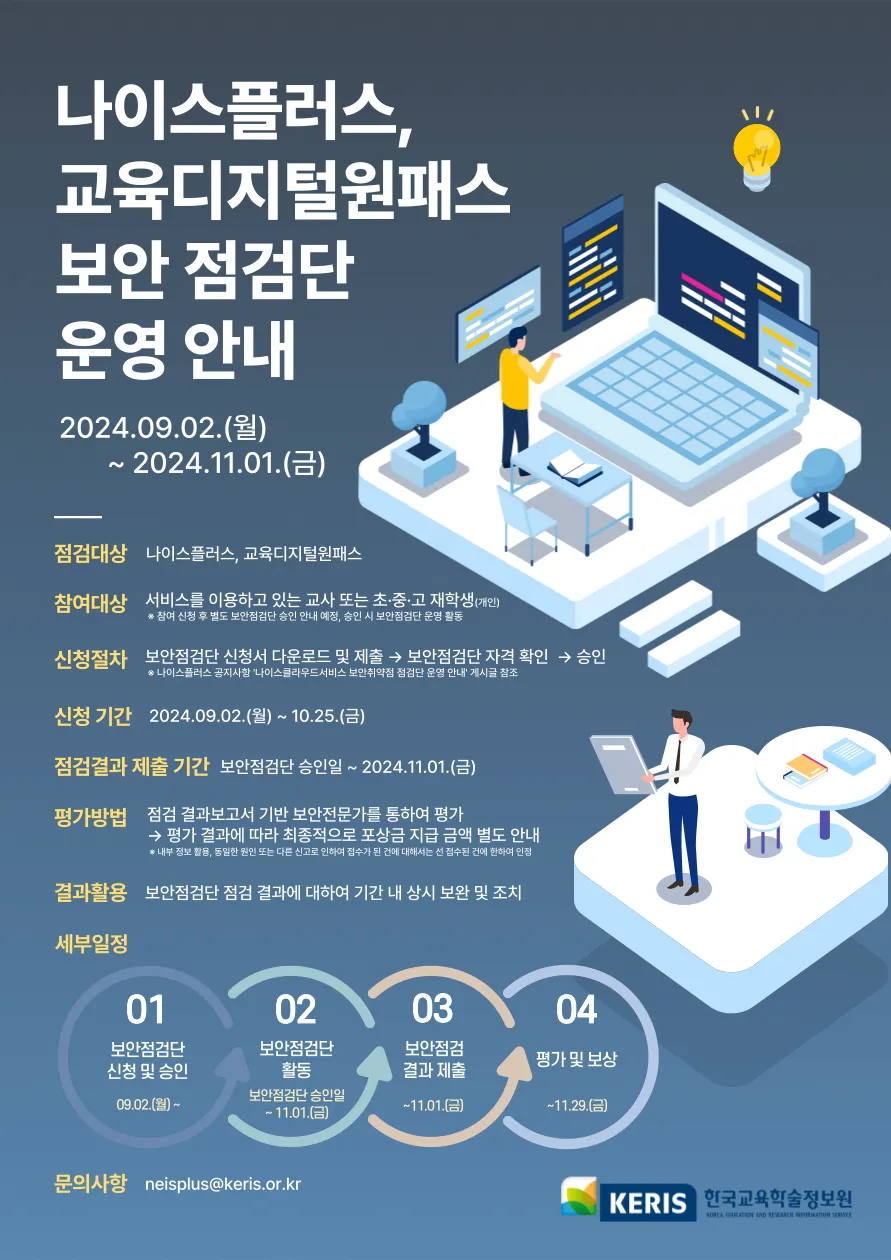 나이스플러스,
교육디지털원패스
보안 점검단
운영 안내
2024.09.02.(월)
~ 2024.11.01.(금)
점검대상 나이스플러스, 교육디지털원패스
참여대상 서비스를 이용하고 있는 교사 또는 초·중·고 재학생(개인)
※ 참여 신청 후 별도 보안점검단 승인 안내 예정, 승인 시 보안점검단 운영 활동
신청절차 보안점검단 신청서 다운로드 및 제출 → 보안점검단 자격 확인 → 승인
※ 나이스플러스 공지사항 '나이스클라우드서비스 보안취약점 점검단 운영 안내' 게시글 참조
신청 기간 2024.09.02.(월) ~ 10.25.(금)
점검결과 제출 기간 보안점검단 승인일 ~ 2024.11.01.(금)
평가방법 점검 결과보고서 기반 보안전문가를 통하여 평가
→ 평가 결과에 따라 최종적으로 포상금 지급 금액 별도 안내
※ 내부 정보 활용, 동일한 원인 또는 다른 신고로 인하여 접수가 된 건에 대해서는 선 접수된 건에 한하여 인정
결과활용 보안점검단 점검 결과에 대하여 기간 내 상시 보완 및 조치
세부일정
01
보안점검단
신청 및 승인
09.02.(월) ~
02
보안점검단
활동
보안점검단 승인일
~ 11.01.(금)
03
보안점검
결과 제출
~11.01.(금)
04
평가 및 보상
~11.29.(금)
문의사항 neisplus@keris.or.kr
KERIS 한국교육학술정보원
KOREA EDUCATION AND RESEARCH INFORMATION SERVICE